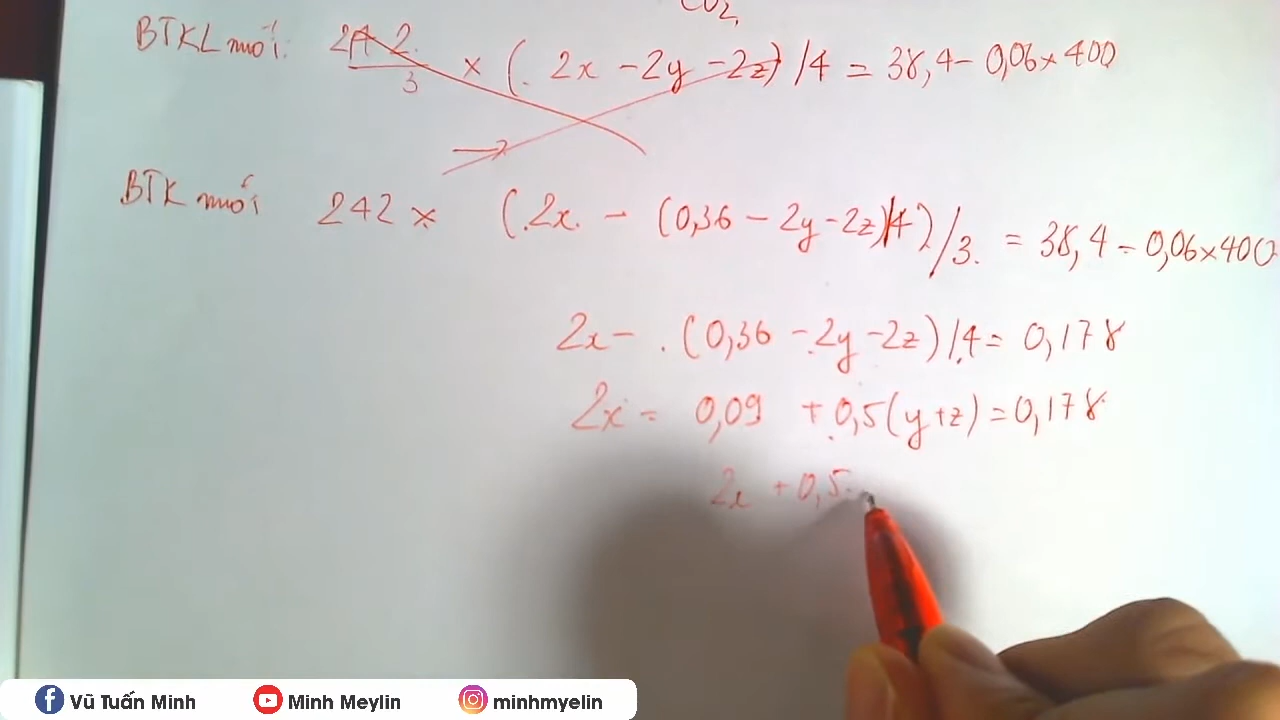 CO2,
BTKL muối: 242/3 × (. 2x - 2y - 2z) /4 = 38,4 - 0,06×400
BTK muối 242 × (.2x. - (0,36 - 2y - 2z)/4)/3. = 38,4 - 0,06×400
2x - .(0,36 - 2y - 2z)/4 = 0,178
2x - 0,09 + 0,5(y+z) = 0,178
2x + 0,5
Vũ Tuấn Minh Minh Meylin minhmyelin